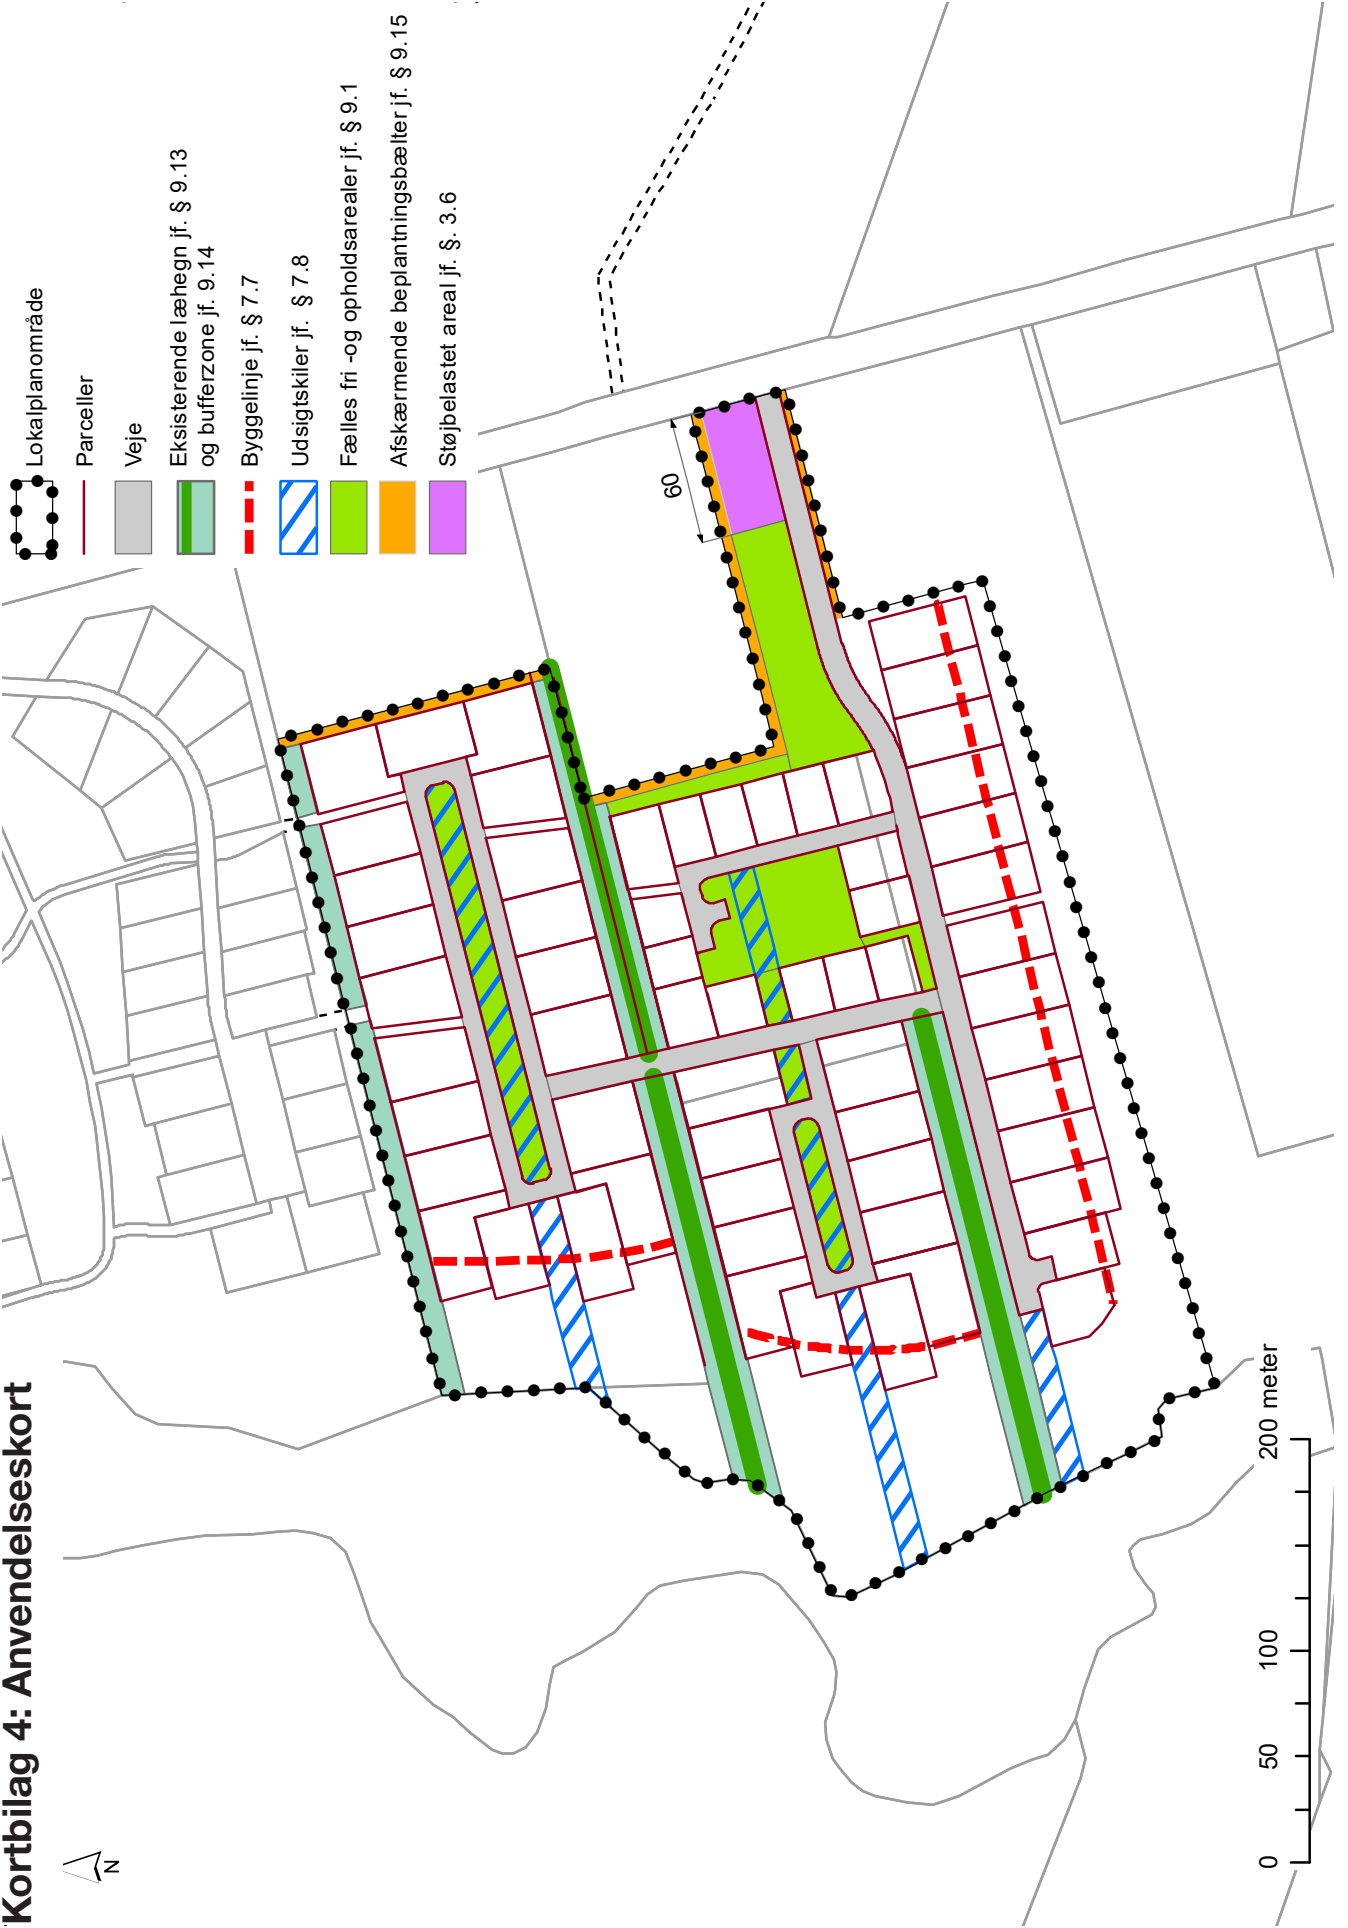 Kortbilag 4: Anvendelseskort
N
Lokalplanområde
Parceller
Veje
Eksisterende læhegn jf. § 9.13
og bufferzone jf. 9.14
Byggelinje jf. § 7.7
Udsigtskiler jf. § 7.8
Fælles fri -og opholdsarealer jf. § 9.1
Afskærmende beplantningsbælter jf. § 9.15
Støjbelastet areal jf. §. 3.6
60
0 50 100 200 meter